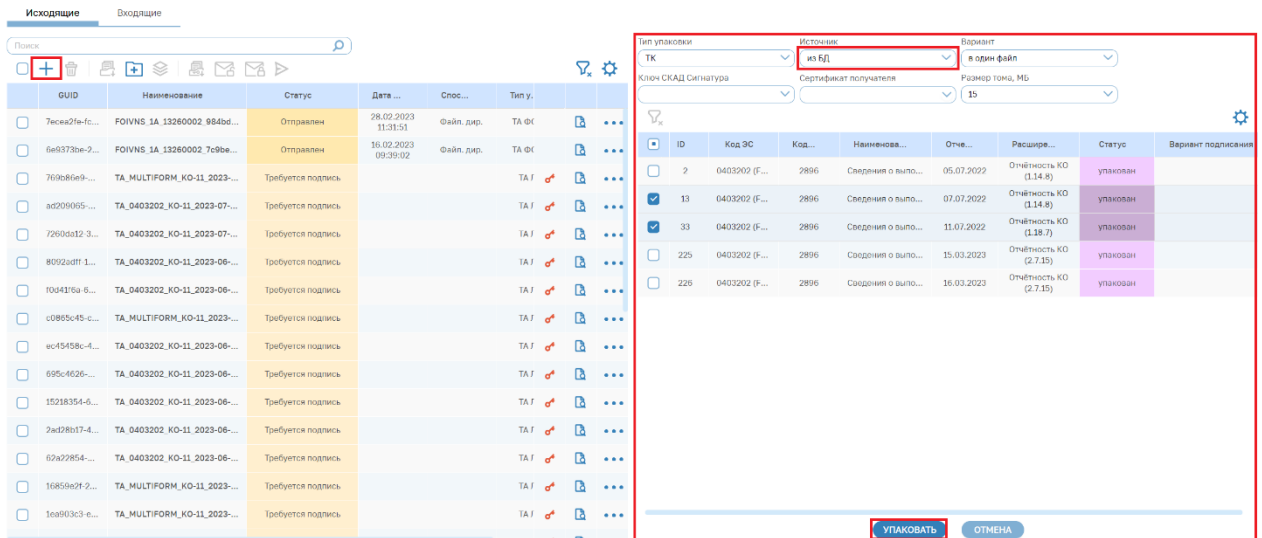 Исходящие Входящие
Поиск
GUID Наименование Статус Дата ... Спос... Тип у.
7ecea2fe-fc... FOIVNS_1A_13260002_984bd... Отправлен 28.02.2023 11:31:51 Файл. дир. ТА ФС
6e9373be-2... FOIVNS_1A_13260002_7c9be... Отправлен 16.02.2023 09:39:02 Файл. дир. ТА ФС
769b86e9-... TA_MULTIFORM_KO-11_2023-... Требуется подпись
ad209065-... TA_0403202_KO-11_2023-07-... Требуется подпись
7260da12-3... TA_0403202_KO-11_2023-07-... Требуется подпись
8092adff-1... TA_0403202_KO-11_2023-06-... Требуется подпись
f0d41f6a-6... TA_0403202_KO-11_2023-06-... Требуется подпись
c0865c45-c... TA_MULTIFORM_KO-11_2023-... Требуется подпись
ec45458c-4... TA_0403202_KO-11_2023-06-... Требуется подпись
695c4626-... TA_0403202_KO-11_2023-06-... Требуется подпись
15218354-6... TA_0403202_KO-11_2023-06-... Требуется подпись
2ad28b17-4... TA_0403202_KO-11_2023-06-... Требуется подпись
62a22854-... TA_0403202_KO-11_2023-06-... Требуется подпись
16859e2f-2... TA_MULTIFORM_KO-11_2023-... Требуется подпись
1ea903c3-e... TA_MULTIFORM_KO-11_2023-... Требуется подпись
Тип упаковки Источник Вариант
ТК из БД в один файл
Ключ СКАД Сигнатура Сертификат получателя Размер тома, МБ
15
ID Код ЭС Код... Наименова... Отче... Расшире... Статус Вариант подписания
2 0403202 (F... 2896 Сведения о выпо... 05.07.2022 Отчётность КО (1.14.8) упакован
13 0403202 (F... 2896 Сведения о выпо... 07.07.2022 Отчётность КО (1.14.8) упакован
33 0403202 (F... 2896 Сведения о выпо... 11.07.2022 Отчётность КО (1.18.7) упакован
225 0403202 (F... 2896 Сведения о выпо... 15.03.2023 Отчётность КО (2.7.15) упакован
226 0403202 (F... 2896 Сведения о выпо... 16.03.2023 Отчётность КО (2.7.15) упакован
УПАКОВАТЬ ОТМЕНА